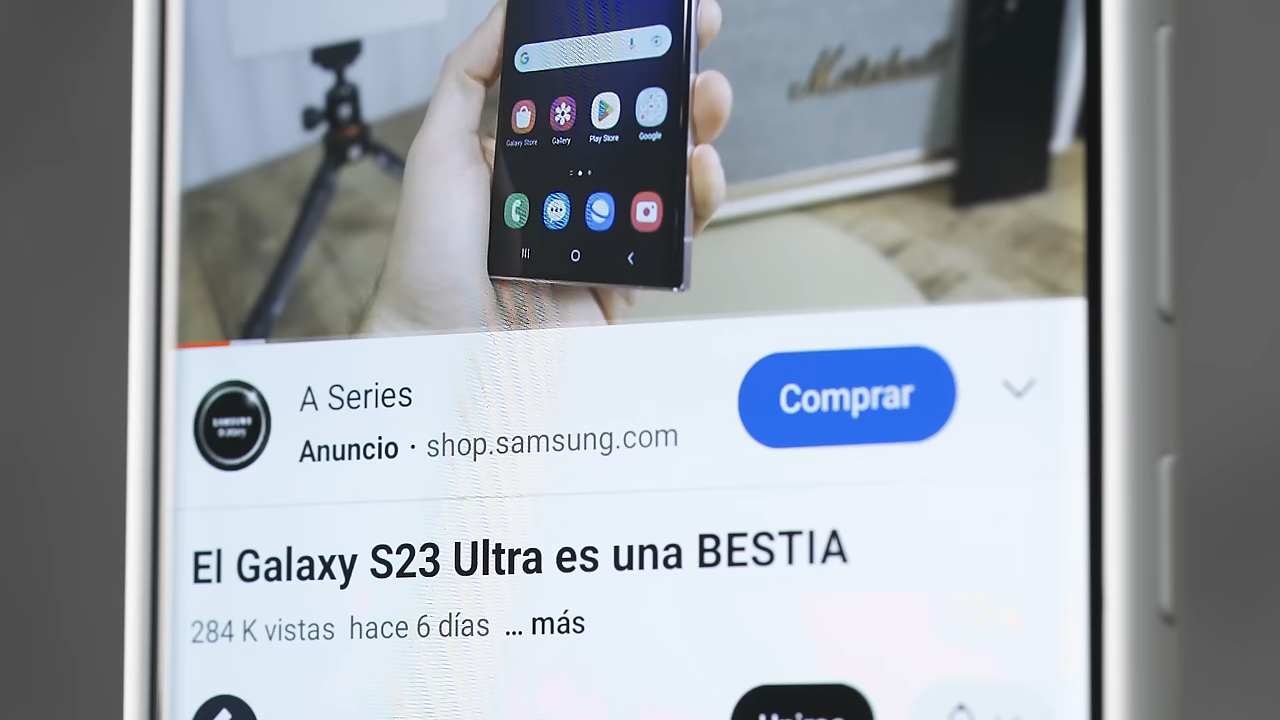 Marshall
Galaxy Store Gallery Play Store Google
A Series
Comprar
Anuncio · shop.samsung.com
El Galaxy S23 Ultra es una BESTIA
284 K vistas hace 6 días ... más